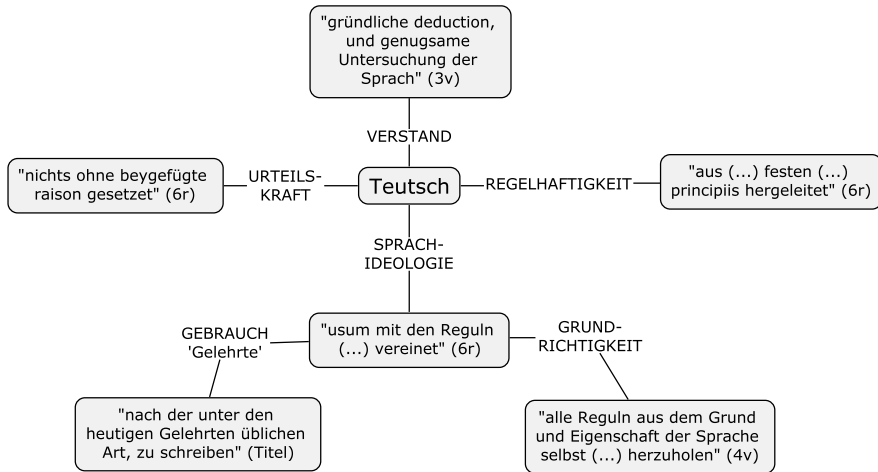 "gründliche deduction,
und genugsame
Untersuchung der
Sprach" (3v)
VERSTAND
"nichts ohne beygefügte
raison gesetzet" (6r)
URTEILS-
KRAFT
Teutsch
REGELHAFTIGKEIT
"aus (...) festen (...)
principiis hergeleitet" (6r)
SPRACH-
IDEOLOGIE
"usum mit den Reguln
(...) vereinet" (6r)
GEBRAUCH
'Gelehrte'
GRUND-
RICHTIGKEIT
"nach der unter den
heutigen Gelehrten üblichen
Art, zu schreiben" (Titel)
"alle Reguln aus dem Grund
und Eigenschaft der Sprache
selbst (...) herzuholen" (4v)